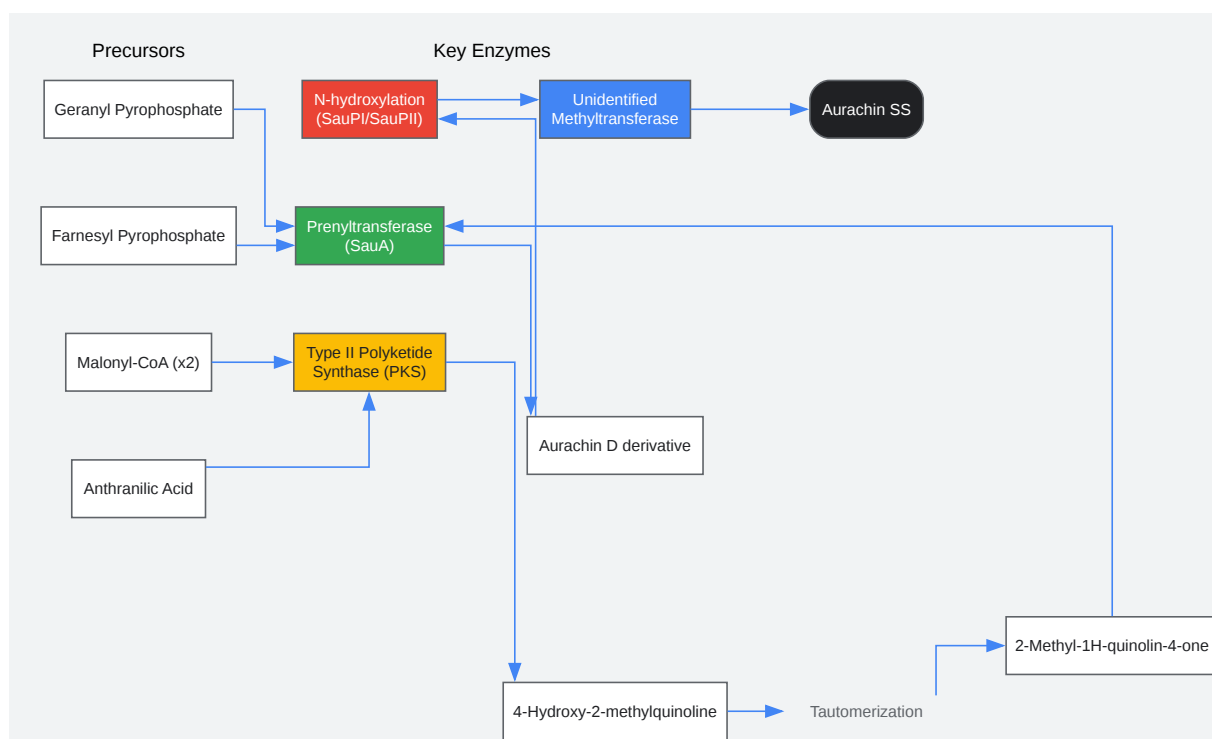 Precursors
Key Enzymes
Geranyl Pyrophosphate
N-hydroxylation
(SauPI/SauPII)
Unidentified
Methyltransferase
Aurachin SS
Farnesyl Pyrophosphate
Prenyltransferase
(SauA)
Malonyl-CoA (x2)
Type II Polyketide
Synthase (PKS)
Aurachin D derivative
Anthranilic Acid
2-Methyl-1H-quinolin-4-one
4-Hydroxy-2-methylquinoline
Tautomerization